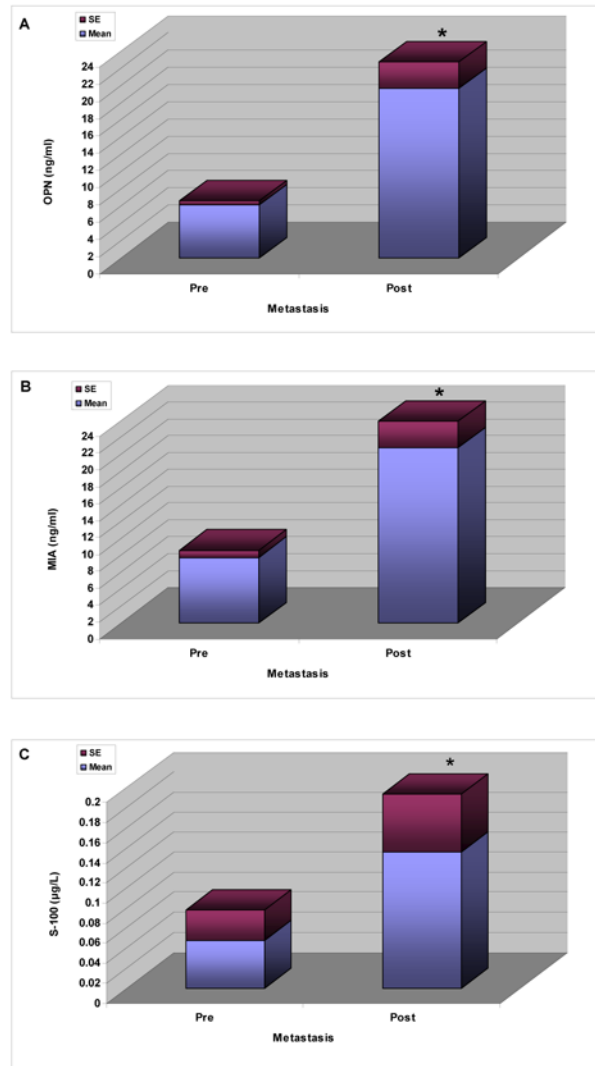 A
SE
Mean
24
22
20
18
16
14
12
10
8
6
4
2
0
OPN (ng/ml)
*
Pre
Post
Metastasis
B
SE
Mean
24
22
20
18
16
14
12
10
8
6
4
2
0
MIA (ng/ml)
*
Pre
Post
Metastasis
C
SE
Mean
0.2
0.18
0.16
0.14
0.12
0.1
0.08
0.06
0.04
0.02
0
S-100 (µg/L)
*
Pre
Post
Metastasis